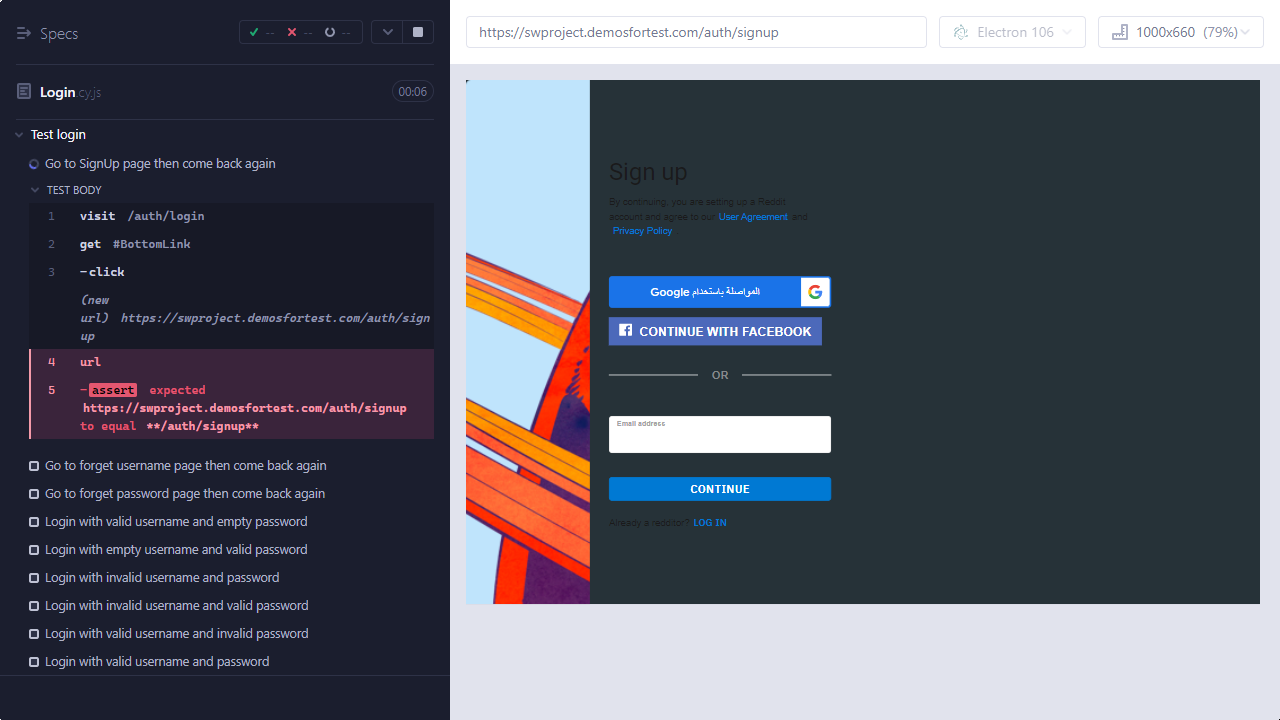 Specs
-- -- --
Login.cy.js
00:06
Test login
Go to SignUp page then come back again
TEST BODY
1 visit /auth/login
2 get #BottomLink
3 -click
(new
url) https://swproject.demosfortest.com/auth/sign
up
4 url
5 -assert expected
https://swproject.demosfortest.com/auth/signup
to equal **/auth/signup**
Go to forget username page then come back again
Go to forget password page then come back again
Login with valid username and empty password
Login with empty username and valid password
Login with invalid username and password
Login with invalid username and valid password
Login with valid username and invalid password
Login with valid username and password
https://swproject.demosfortest.com/auth/signup
Electron 106
1000x660 (79%)
Sign up
By continuing, you are setting up a Reddit
account and agree to our User Agreement and
Privacy Policy
المواصلة باستخدام Google
CONTINUE WITH FACEBOOK
OR
Email address
CONTINUE
Already a redditor? LOG IN